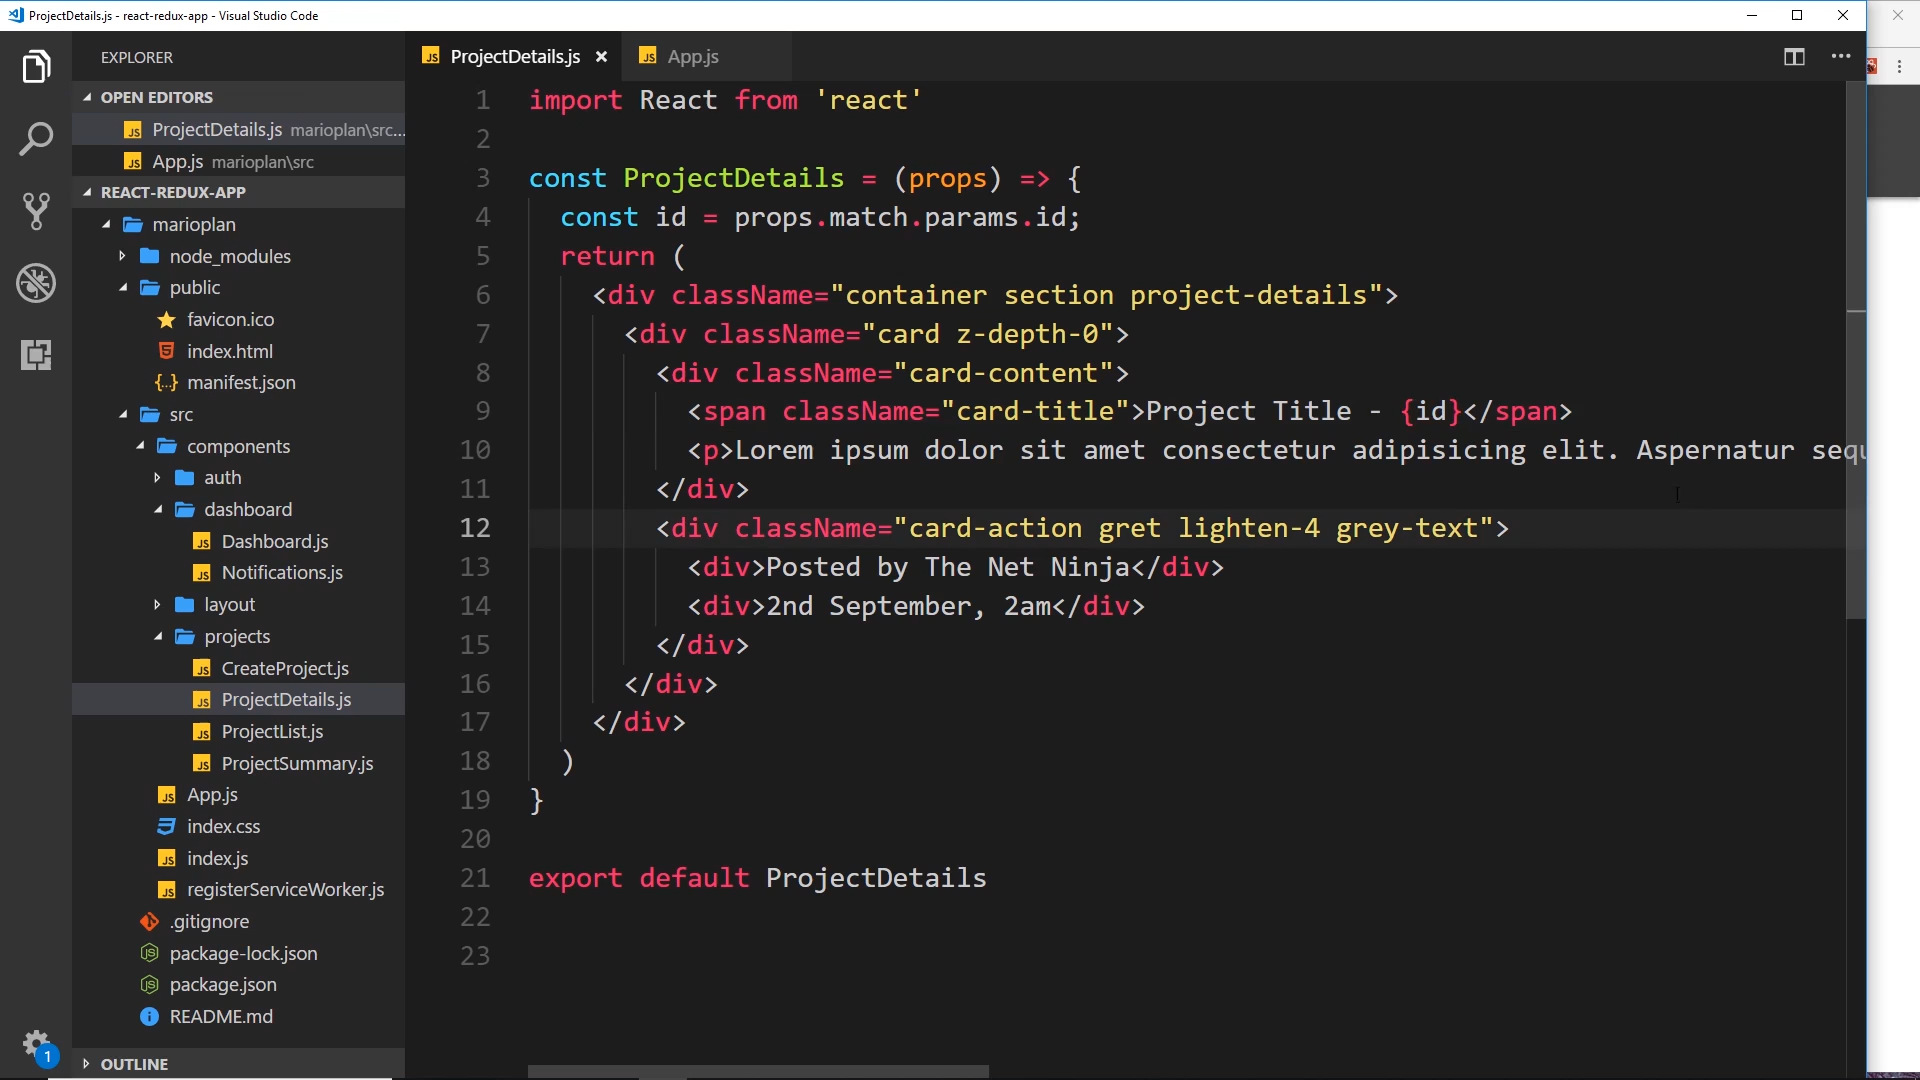 ProjectDetails.js - react-redux-app - Visual Studio Code
EXPLORER
OPEN EDITORS
JS ProjectDetails.js marioplan\src...
JS App.js marioplan\src
REACT-REDUX-APP
marioplan
node_modules
public
favicon.ico
index.html
{..} manifest.json
src
components
auth
dashboard
JS Dashboard.js
JS Notifications.js
layout
projects
JS CreateProject.js
JS ProjectDetails.js
JS ProjectList.js
JS ProjectSummary.js
JS App.js
index.css
JS index.js
JS registerServiceWorker.js
.gitignore
package-lock.json
package.json
README.md
OUTLINE
1
JS ProjectDetails.js × JS App.js
1 import React from 'react'
2
3 const ProjectDetails = (props) => {
4 const id = props.match.params.id;
5 return (
6 <div className="container section project-details">
7 <div className="card z-depth-0">
8 <div className="card-content">
9 <span className="card-title">Project Title - {id}</span>
10 <p>Lorem ipsum dolor sit amet consectetur adipisicing elit. Aspernatur sequ
11 </div>
12 <div className="card-action gret lighten-4 grey-text">
13 <div>Posted by The Net Ninja</div>
14 <div>2nd September, 2am</div>
15 </div>
16 </div>
17 </div>
18 )
19 }
20
21 export default ProjectDetails
22
23